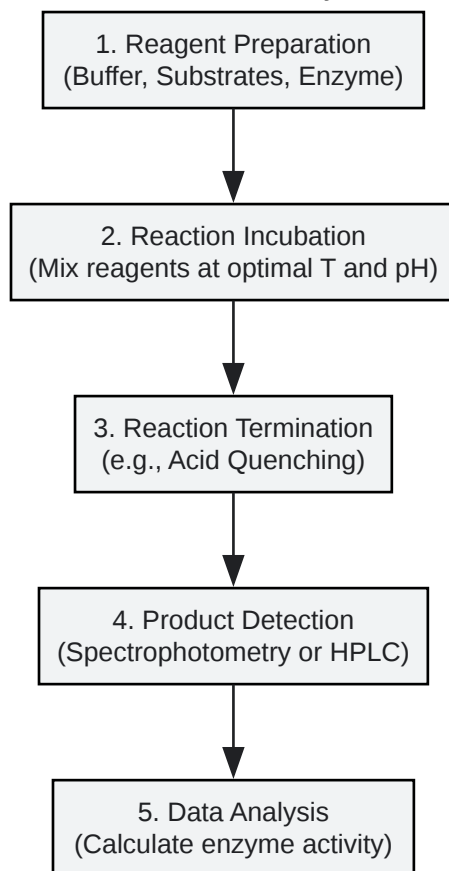 1. Reagent Preparation
(Buffer, Substrates, Enzyme)
2. Reaction Incubation
(Mix reagents at optimal T and pH)
3. Reaction Termination
(e.g., Acid Quenching)
4. Product Detection
(Spectrophotometry or HPLC)
5. Data Analysis
(Calculate enzyme activity)